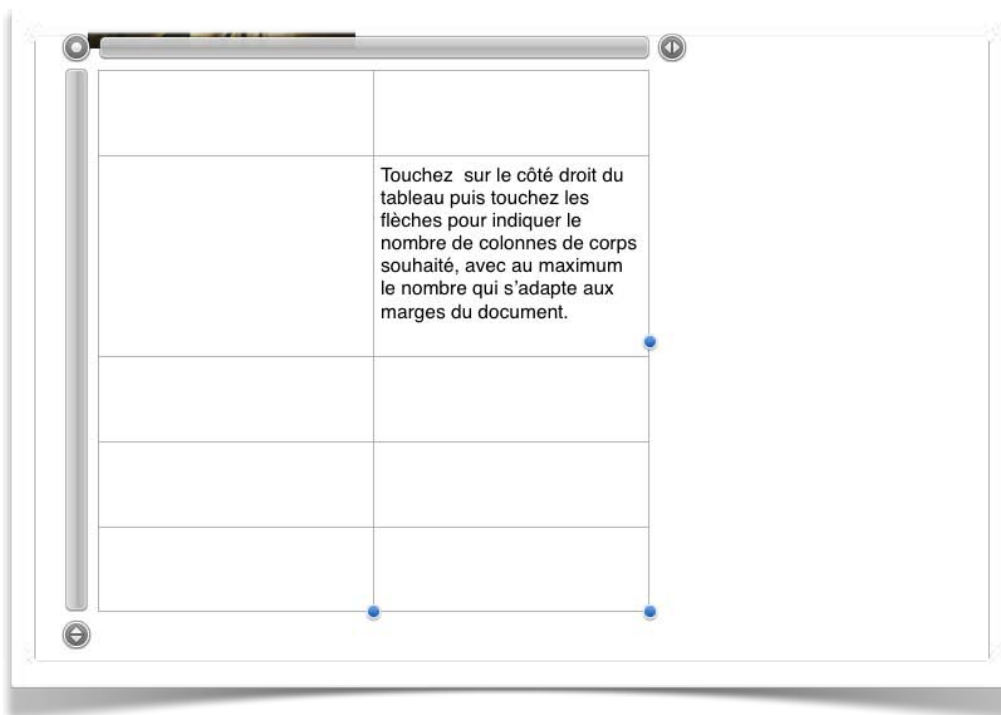 Touchez  sur le côté droit du
tableau puis touchez les
flèches pour indiquer le
nombre de colonnes de corps
souhaité, avec au maximum
le nombre qui s’adapte aux
marges du document.